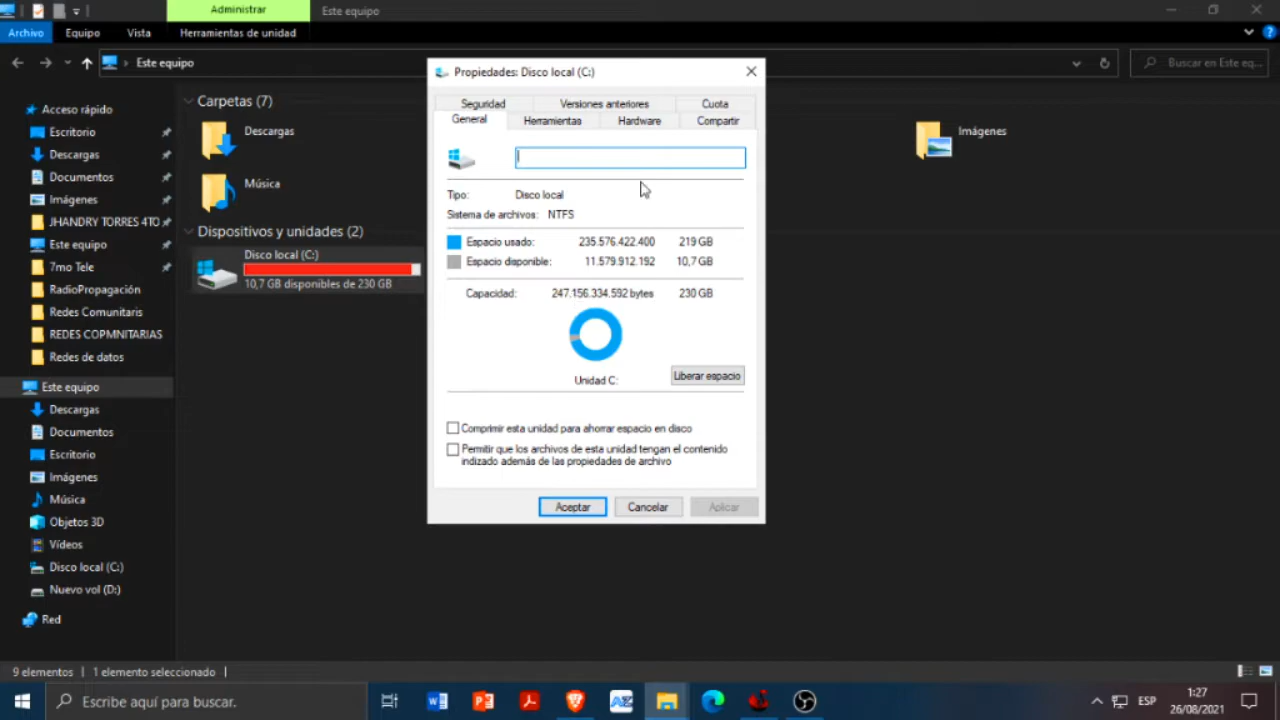 Administrar
Este equipo
Archivo
Equipo
Vista
Herramientas de unidad
Este equipo
Buscar en Este eq...
Acceso rápido
Escritorio
Descargas
Documentos
Imágenes
JHANDRY TORRES 4TO
Este equipo
7mo Tele
RadioPropagación
Redes Comunitaris
REDES COPMNITARIAS
Redes de datos
Este equipo
Descargas
Documentos
Escritorio
Imágenes
Música
Objetos 3D
Vídeos
Disco local (C:)
Nuevo vol (D:)
Red
Carpetas (7)
Descargas
Música
Imágenes
Dispositivos y unidades (2)
Disco local (C:)
10,7 GB disponibles de 230 GB
Propiedades: Disco local (C:)
Seguridad
Versiones anteriores
Cuota
General
Herramientas
Hardware
Compartir
Tipo: Disco local
Sistema de archivos: NTFS
Espacio usado: 235.576.422.400 219 GB
Espacio disponible: 11.579.912.192 10,7 GB
Capacidad: 247.156.334.592 bytes 230 GB
Unidad C:
Liberar espacio
Comprimir esta unidad para ahorrar espacio en disco
Permitir que los archivos de esta unidad tengan el contenido
indizado además de las propiedades de archivo
Aceptar
Cancelar
Aplicar
9 elementos
1 elemento seleccionado
Escribe aquí para buscar.
ESP
1:27
26/08/2021